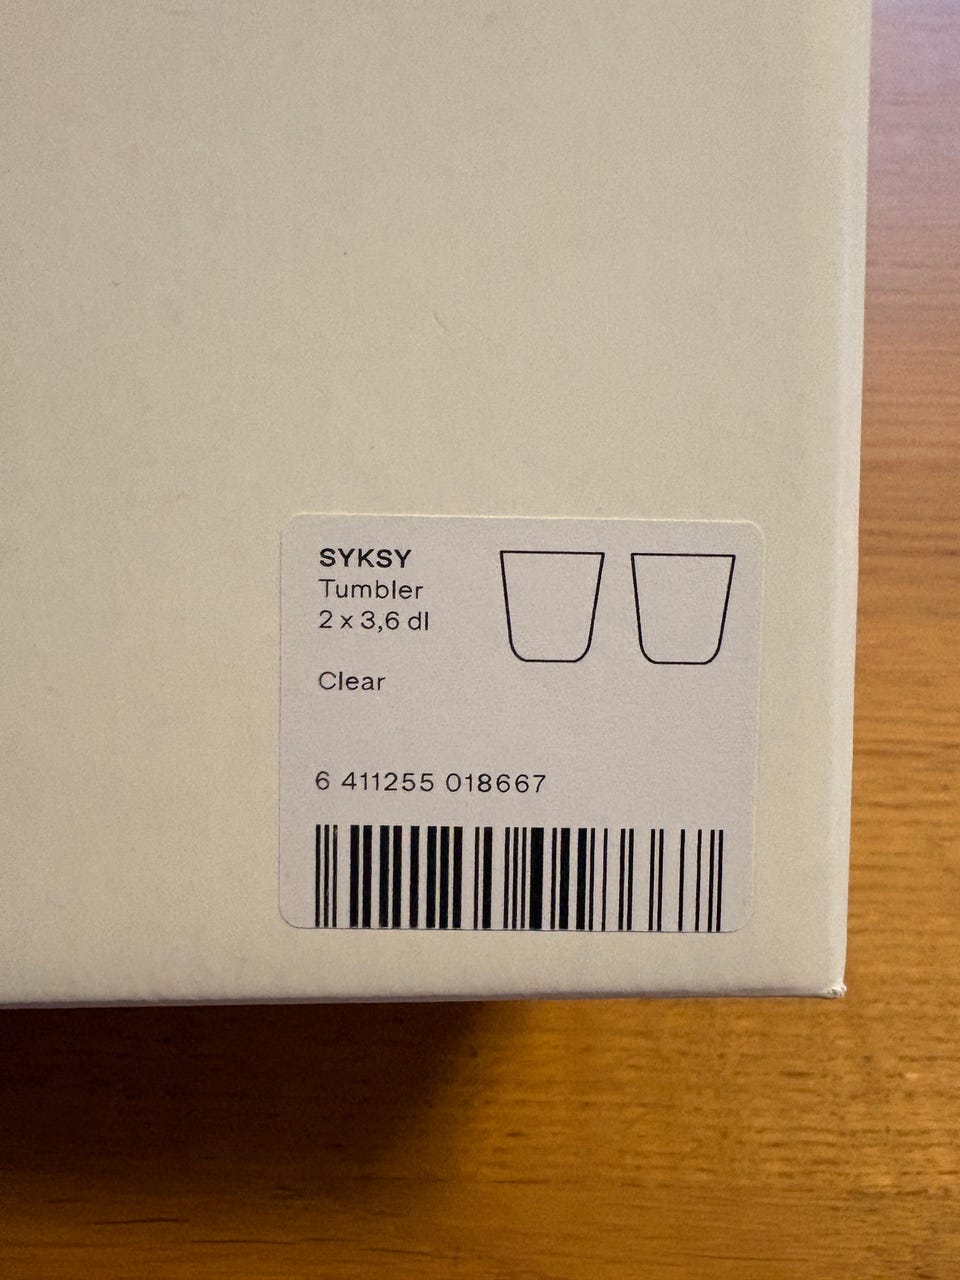 SYKSY
Tumbler
2 x 3,6 dl
Clear
6 411255 018667